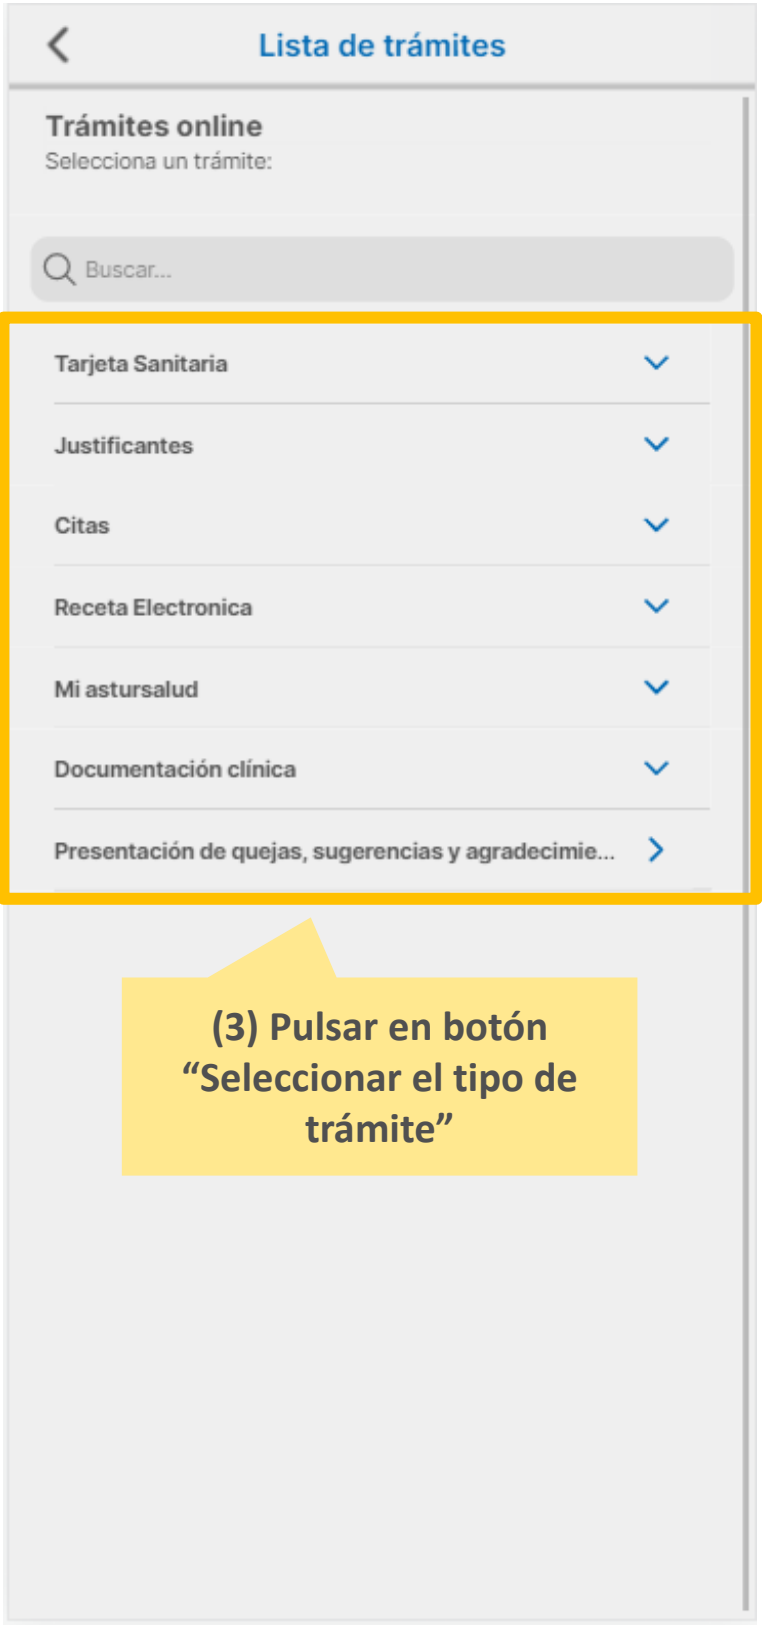 Lista de trámites
Trámites online
Selecciona un trámite:
Buscar...
Tarjeta Sanitaria
Justificantes
Citas
Receta Electronica
Mi astursalud
Documentación clínica
Presentación de quejas, sugerencias y agradecimie...
(3) Pulsar en botón
“Seleccionar el tipo de
trámite”